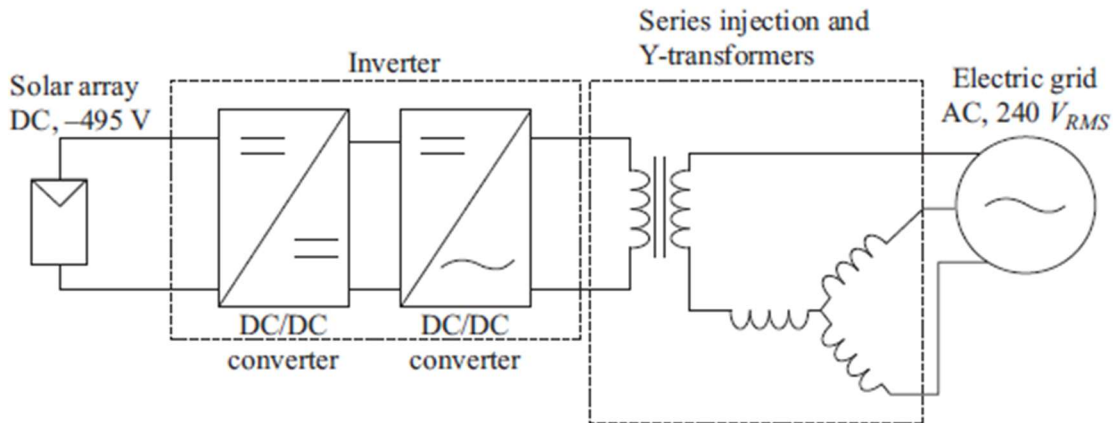 Series injection and
Y-transformers
Inverter
Solar array
DC, –495 V
Electric grid
AC, 240 V_RMS
DC/DC
converter
DC/DC
converter